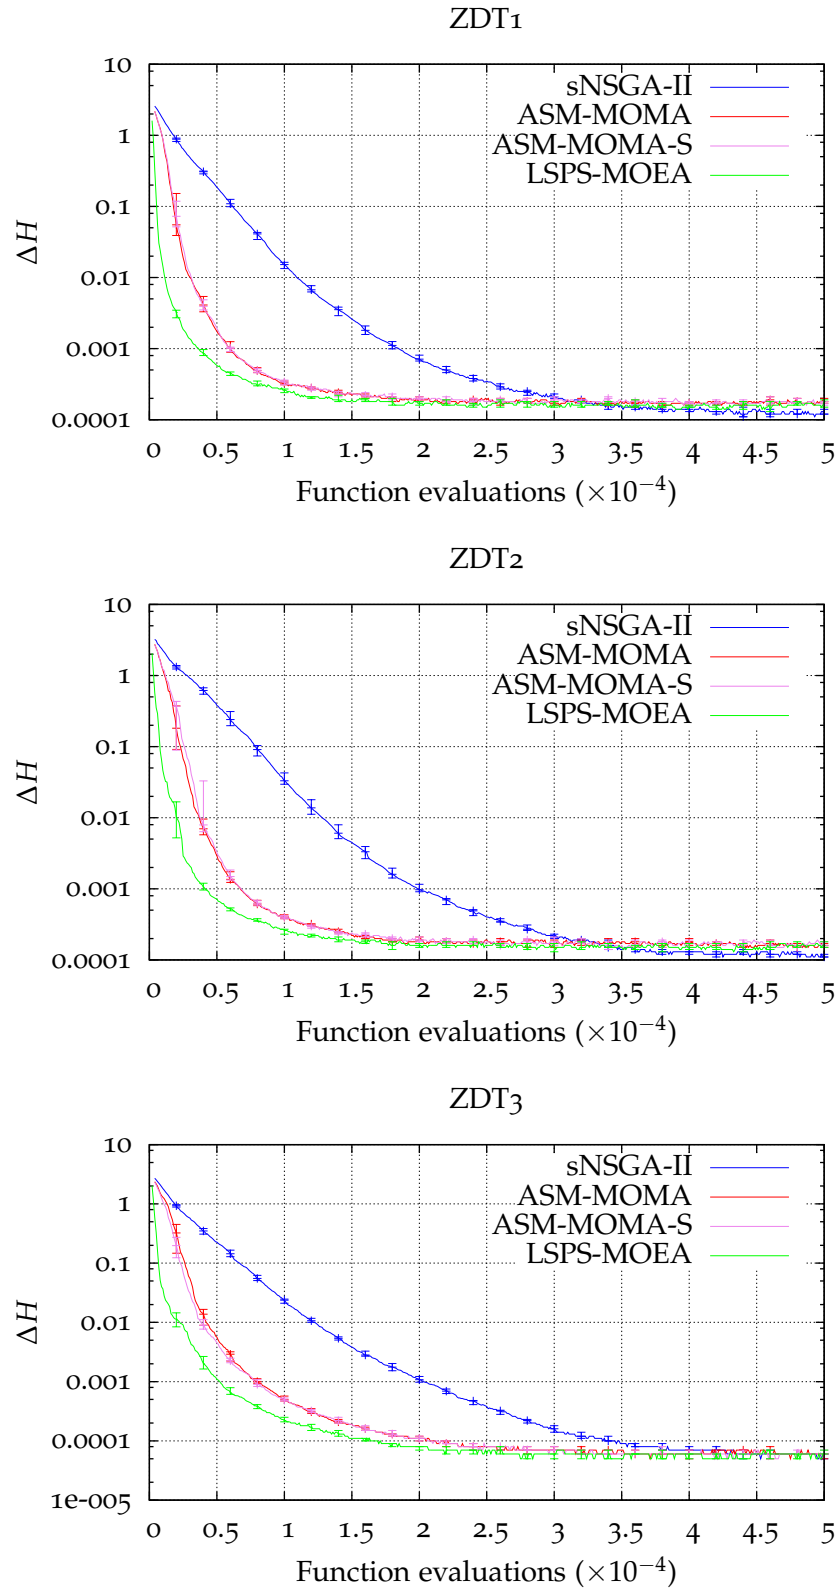 ZDT1
10
sNSGA-II
ASM-MOMA
1
ASM-MOMA-S
LSPS-MOEA
0.1
ΔH
0.01
0.001
0.0001
0 0.5 1 1.5 2 2.5 3 3.5 4 4.5 5
Function evaluations (×10⁻⁴)
ZDT2
10
sNSGA-II
ASM-MOMA
1
ASM-MOMA-S
LSPS-MOEA
0.1
ΔH
0.01
0.001
0.0001
0 0.5 1 1.5 2 2.5 3 3.5 4 4.5 5
Function evaluations (×10⁻⁴)
ZDT3
10
sNSGA-II
ASM-MOMA
1
ASM-MOMA-S
LSPS-MOEA
0.1
ΔH
0.01
0.001
0.0001
1e-005
0 0.5 1 1.5 2 2.5 3 3.5 4 4.5 5
Function evaluations (×10⁻⁴)